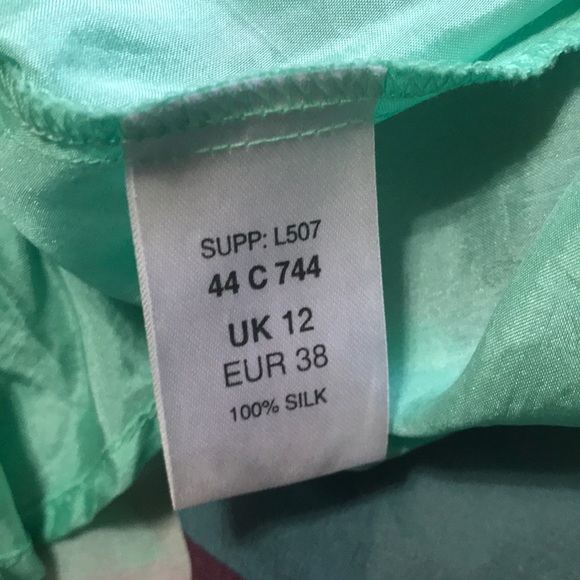 SUPP: L507
44 C 744
UK 12
EUR 38
100% SILK